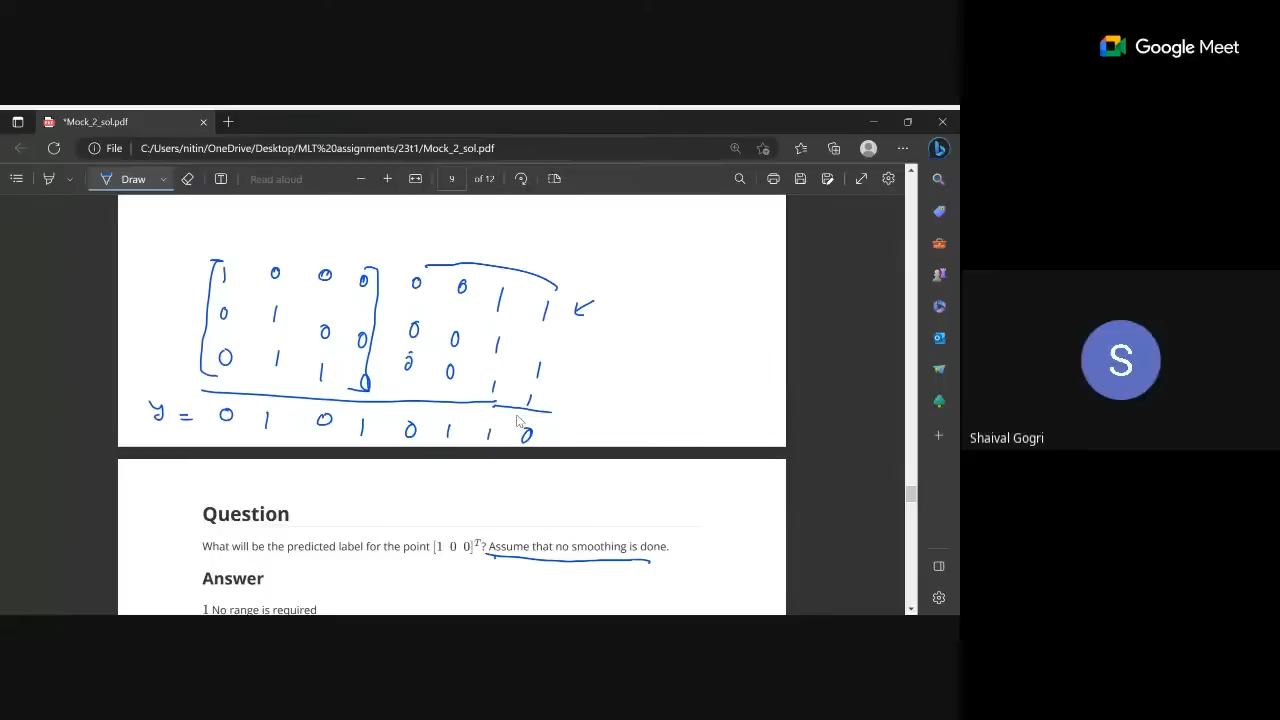 Google Meet
*Mock_2_sol.pdf
File C:/Users/nitin/OneDrive/Desktop/MLT%20assignments/23t1/Mock_2_sol.pdf
Draw Read aloud 9 of 12
1 0 0 0 0 0 1 1
0 1 0 0 0 0 1 1
0 1 1 0 0 0 1 1
y = 0 1 0 1 0 1 1 0
Shaival Gogri
Question
What will be the predicted label for the point [1 0 0]^T? Assume that no smoothing is done.
Answer
1 No range is required
S